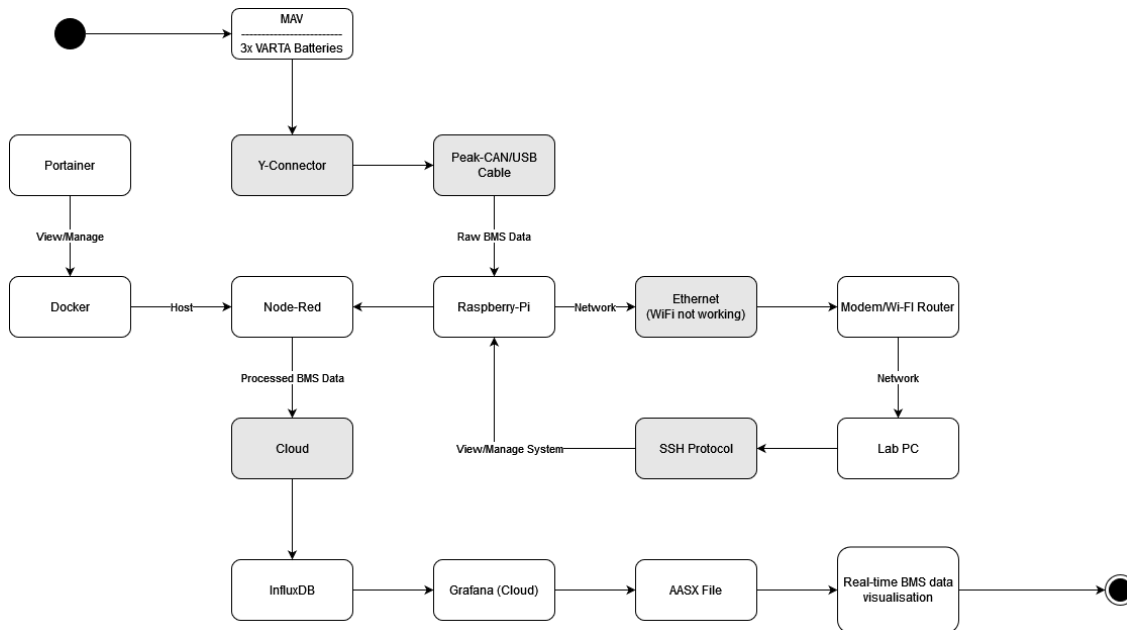 MAV
----------------------------
3x VARTA Batteries
Portainer
Y-Connector
Peak-CAN/USB
Cable
View/Manage
Raw BMS Data
Docker
Host
Node-Red
Raspberry-Pi
Network
Ethernet
(WiFi not working)
Modem/Wi-FI Router
Processed BMS Data
Network
Cloud
View/Manage System
SSH Protocol
Lab PC
InfluxDB
Grafana (Cloud)
AASX File
Real-time BMS data
visualisation